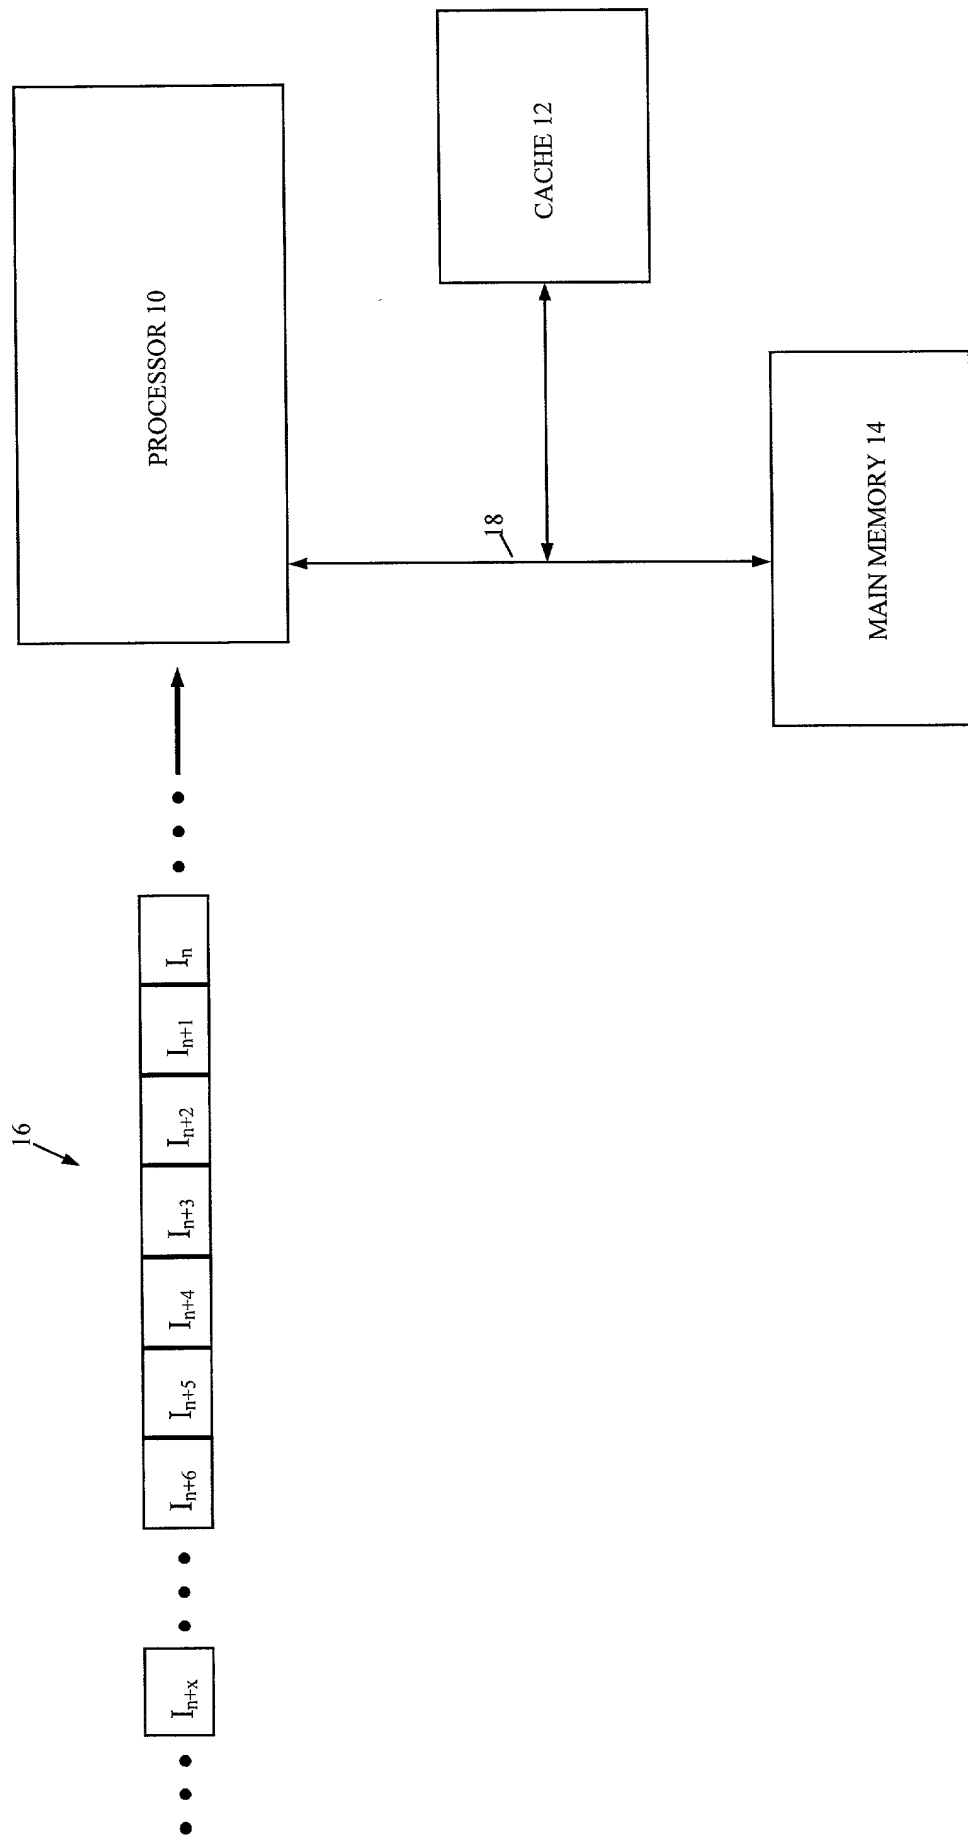 PROCESSOR 10
CACHE 12
18
MAIN MEMORY 14
16
Iₙ
Iₙ₊₁
Iₙ₊₂
Iₙ₊₃
Iₙ₊₄
Iₙ₊₅
Iₙ₊₆
Iₙ₊ₓ